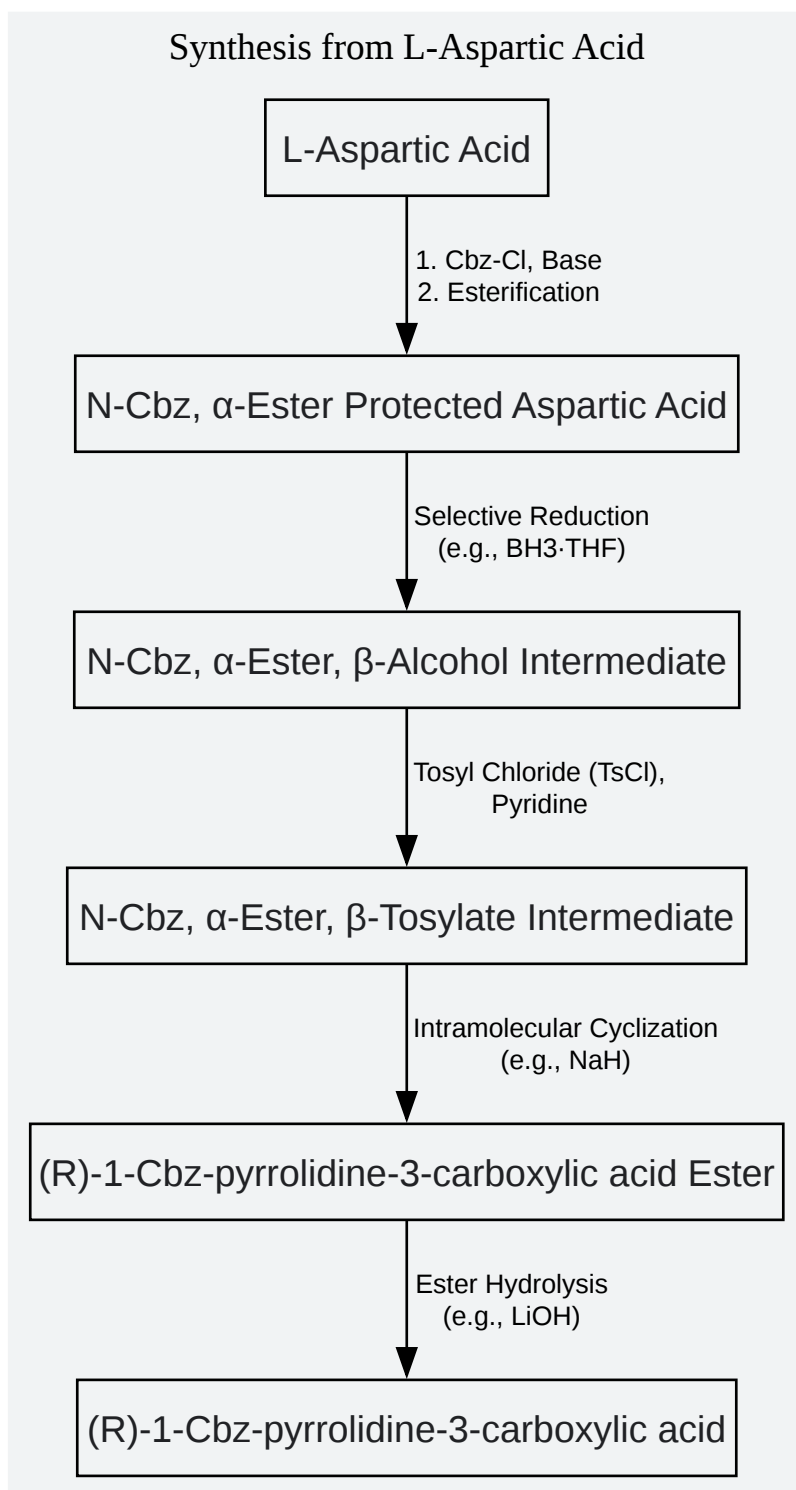 Synthesis from L-Aspartic Acid
L-Aspartic Acid
1. Cbz-Cl, Base
2. Esterification
N-Cbz, α-Ester Protected Aspartic Acid
Selective Reduction
(e.g., BH3·THF)
N-Cbz, α-Ester, β-Alcohol Intermediate
Tosyl Chloride (TsCl),
Pyridine
N-Cbz, α-Ester, β-Tosylate Intermediate
Intramolecular Cyclization
(e.g., NaH)
(R)-1-Cbz-pyrrolidine-3-carboxylic acid Ester
Ester Hydrolysis
(e.g., LiOH)
(R)-1-Cbz-pyrrolidine-3-carboxylic acid